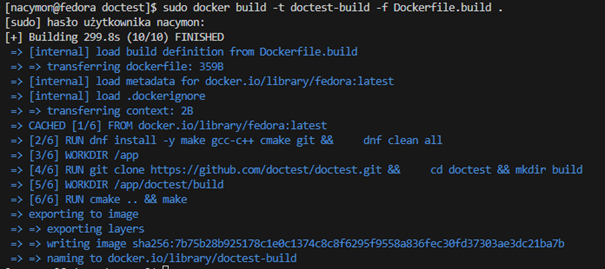 [nacymon@fedora doctest]$ sudo docker build -t doctest-build -f Dockerfile.build .
[sudo] hasło użytkownika nacymon:
[+] Building 299.8s (10/10) FINISHED
=> [internal] load build definition from Dockerfile.build
=> => transferring dockerfile: 359B
=> [internal] load metadata for docker.io/library/fedora:latest
=> [internal] load .dockerignore
=> => transferring context: 2B
=> CACHED [1/6] FROM docker.io/library/fedora:latest
=> [2/6] RUN dnf install -y make gcc-c++ cmake git &&     dnf clean all
=> [3/6] WORKDIR /app
=> [4/6] RUN git clone https://github.com/doctest/doctest.git &&     cd doctest && mkdir build
=> [5/6] WORKDIR /app/doctest/build
=> [6/6] RUN cmake .. && make
=> exporting to image
=> => exporting layers
=> => writing image sha256:7b75b28b925178c1e0c1374c8c8f6295f9558a836fec30fd37303ae3dc21ba7b
=> => naming to docker.io/library/doctest-build